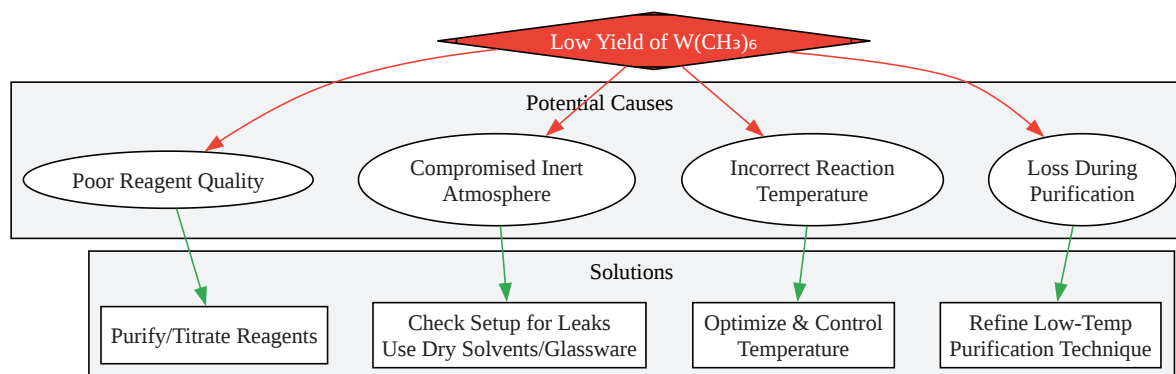 Low Yield of W(CH₃)₆
Potential Causes
Poor Reagent Quality
Compromised Inert
Atmosphere
Incorrect Reaction
Temperature
Loss During
Purification
Solutions
Purify/Titrate Reagents
Check Setup for Leaks
Use Dry Solvents/Glassware
Optimize & Control
Temperature
Refine Low-Temp
Purification Technique